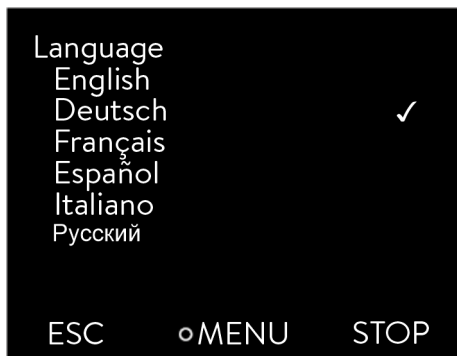 Language
English
Deutsch ✓
Français
Español
Italiano
Русский
ESC MENU STOP